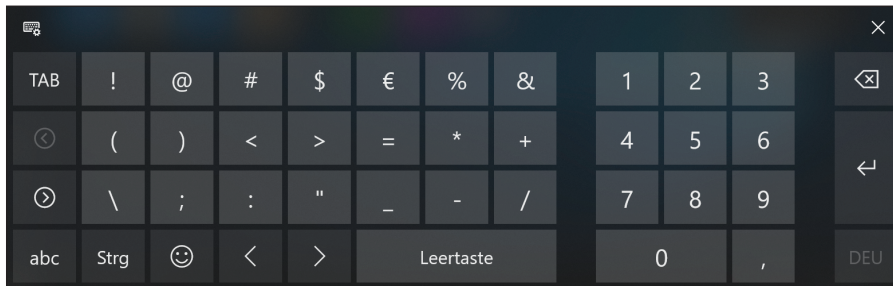 TAB ! @ # $ € % & 1 2 3
( ) < > = * + 4 5 6
\ ; : " _ - / 7 8 9
abc Strg < > Leertaste 0 , DEU